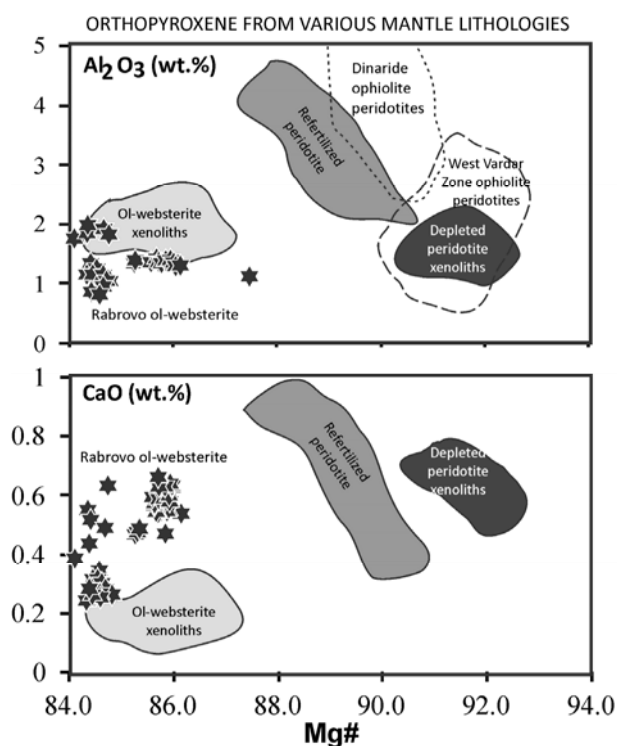 ORTHOPYROXENE FROM VARIOUS MANTLE LITHOLOGIES
5
Al2O3 (wt.%)
Dinaride
ophiolite
peridotites
4
Refertilized
peridotite
3
West Vardar
Zone ophiolite
peridotites
2
Ol-websterite
xenoliths
Depleted
peridotite
xenoliths
1
Rabrovo ol-websterite
0
1
CaO (wt.%)
0.8
Rabrovo ol-websterite
Refertilized
peridotite
Depleted
peridotite
xenoliths
0.6
0.4
0.2
Ol-websterite
xenoliths
0
84.0 86.0 88.0 90.0 92.0 94.0
Mg#